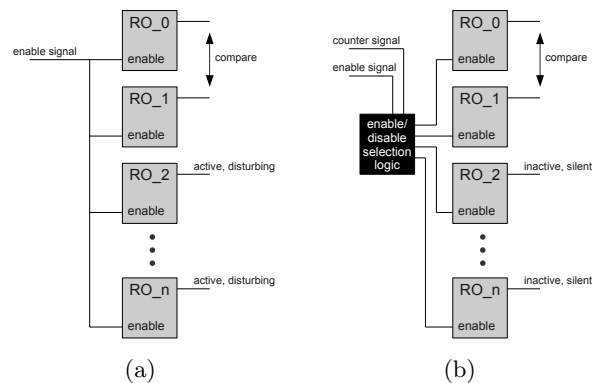 RO_0
enable signal
enable
compare
RO_1
enable
active, disturbing
RO_2
enable
active, disturbing
RO_n
enable
(a)
counter signal
enable signal
RO_0
enable
compare
enable/
disable
selection
logic
RO_1
enable
inactive, silent
RO_2
enable
inactive, silent
RO_n
enable
(b)